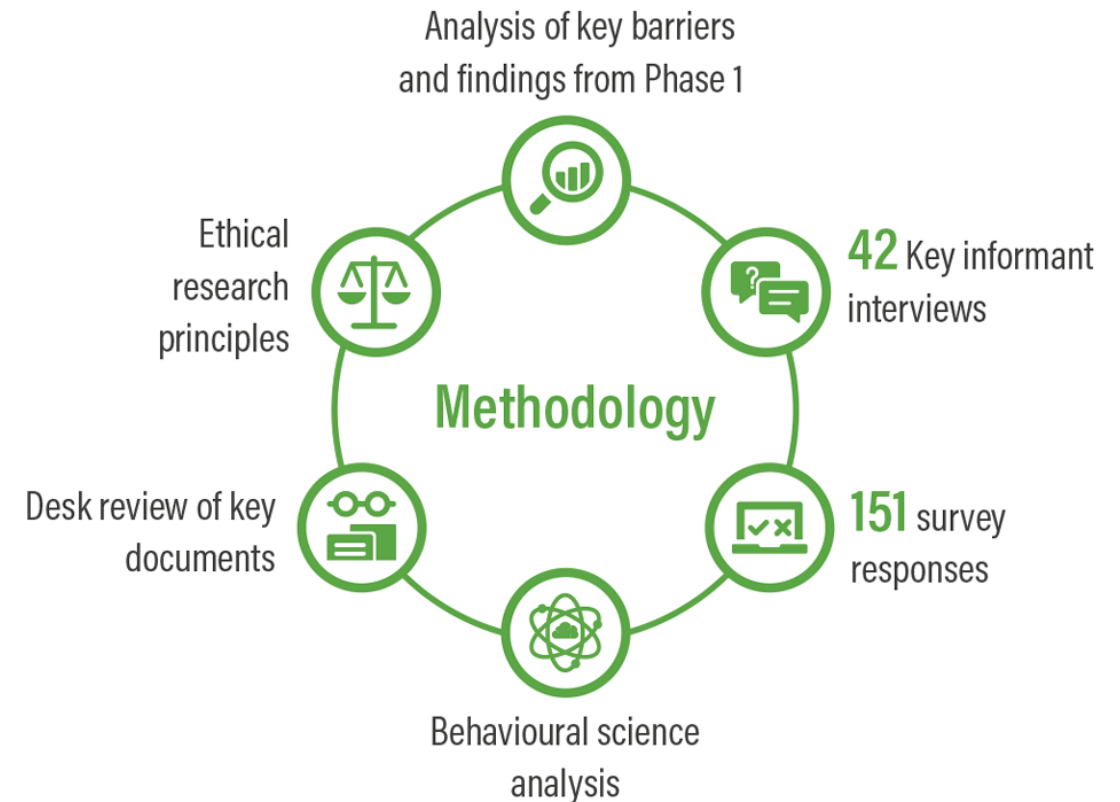 Analysis of key barriers
and findings from Phase 1
42 Key informant
interviews
151 survey
responses
Behavioural science
analysis
Desk review of key
documents
Ethical
research
principles
Methodology
?